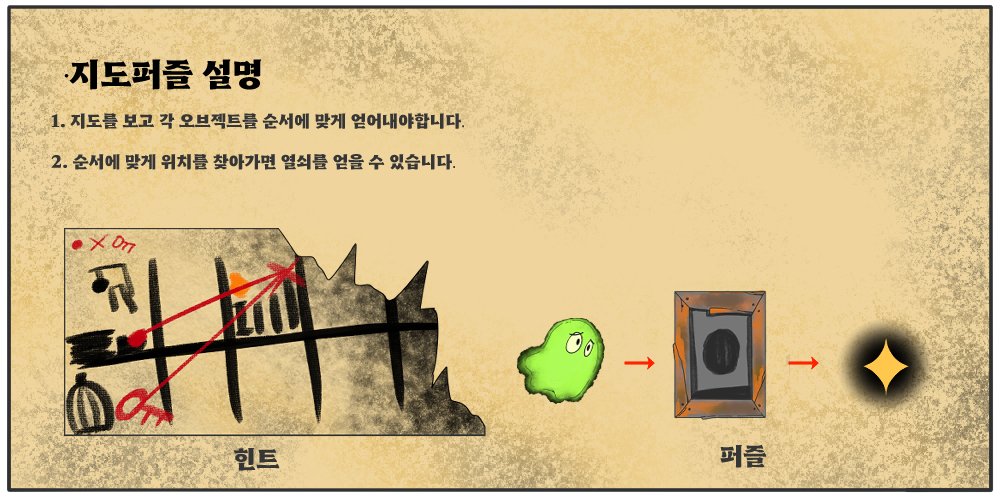 ·지도퍼즐 설명
1. 지도를 보고 각 오브젝트를 순서에 맞게 얻어내야합니다.
2. 순서에 맞게 위치를 찾아가면 열쇠를 얻을 수 있습니다.
힌트
퍼즐